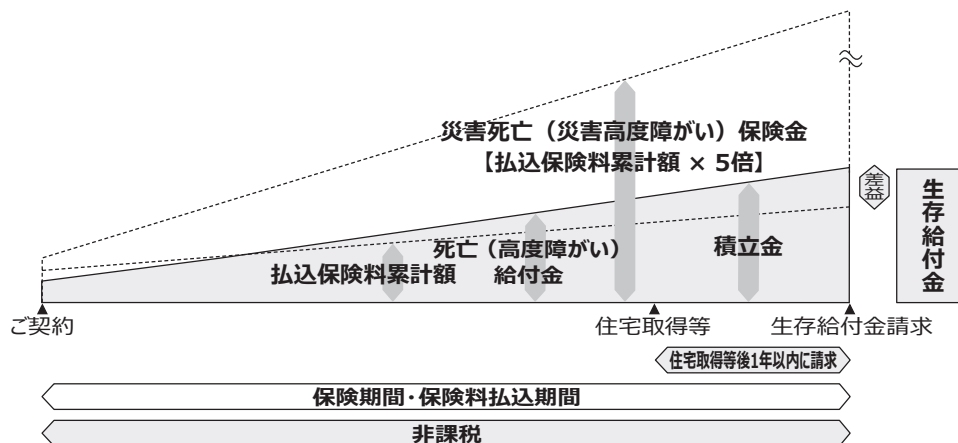 災害死亡（災害高度障がい）保険金
【払込保険料累計額 × 5倍】
差益
生存給付金
死亡（高度障がい）
給付金
払込保険料累計額
積立金
ご契約
住宅取得等
生存給付金請求
住宅取得等後1年以内に請求
保険期間・保険料払込期間
非課税